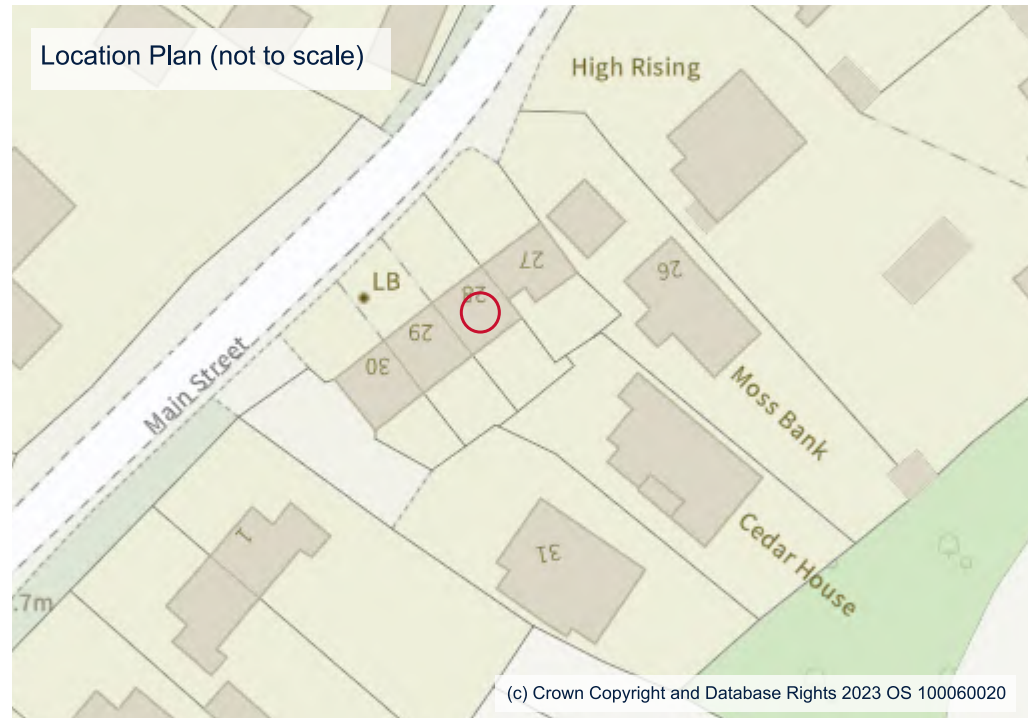 Location Plan (not to scale)
High Rising
27
26
LB
28
29
30
Main Street
Moss Bank
Cedar House
31
1
.7m
(c) Crown Copyright and Database Rights 2023 OS 100060020